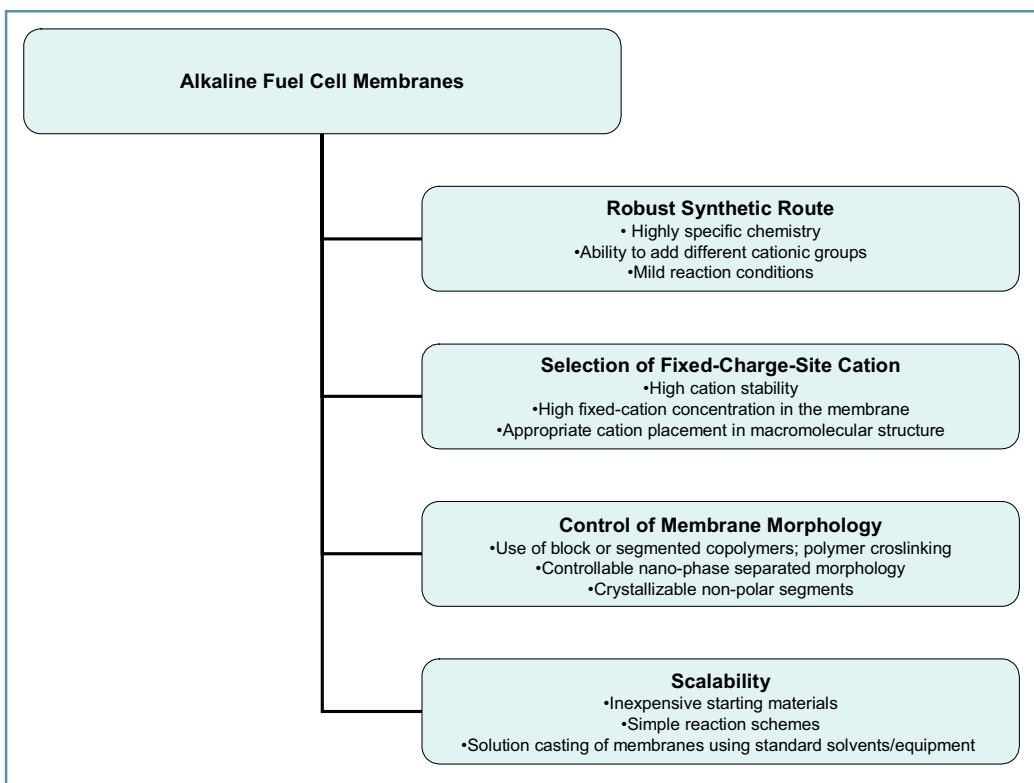 Alkaline Fuel Cell Membranes
Robust Synthetic Route
• Highly specific chemistry
•Ability to add different cationic groups
•Mild reaction conditions
Selection of Fixed-Charge-Site Cation
•High cation stability
•High fixed-cation concentration in the membrane
•Appropriate cation placement in macromolecular structure
Control of Membrane Morphology
•Use of block or segmented copolymers; polymer croslinking
•Controllable nano-phase separated morphology
•Crystallizable non-polar segments
Scalability
•Inexpensive starting materials
•Simple reaction schemes
•Solution casting of membranes using standard solvents/equipment